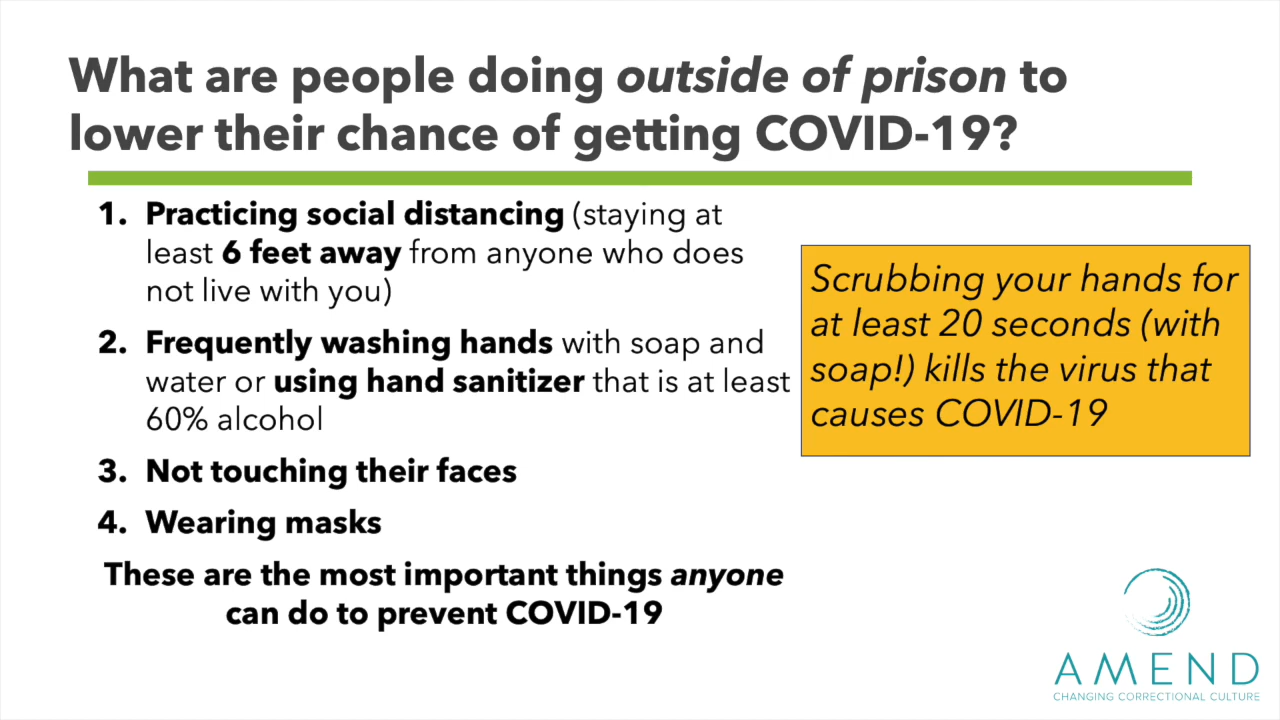 What are people doing outside of prison to
lower their chance of getting COVID-19?
1. Practicing social distancing (staying at
least 6 feet away from anyone who does
not live with you)
2. Frequently washing hands with soap and
water or using hand sanitizer that is at least
60% alcohol
3. Not touching their faces
4. Wearing masks
These are the most important things anyone
can do to prevent COVID-19
Scrubbing your hands for
at least 20 seconds (with
soap!) kills the virus that
causes COVID-19
AMEND
CHANGING CORRECTIONAL CULTURE